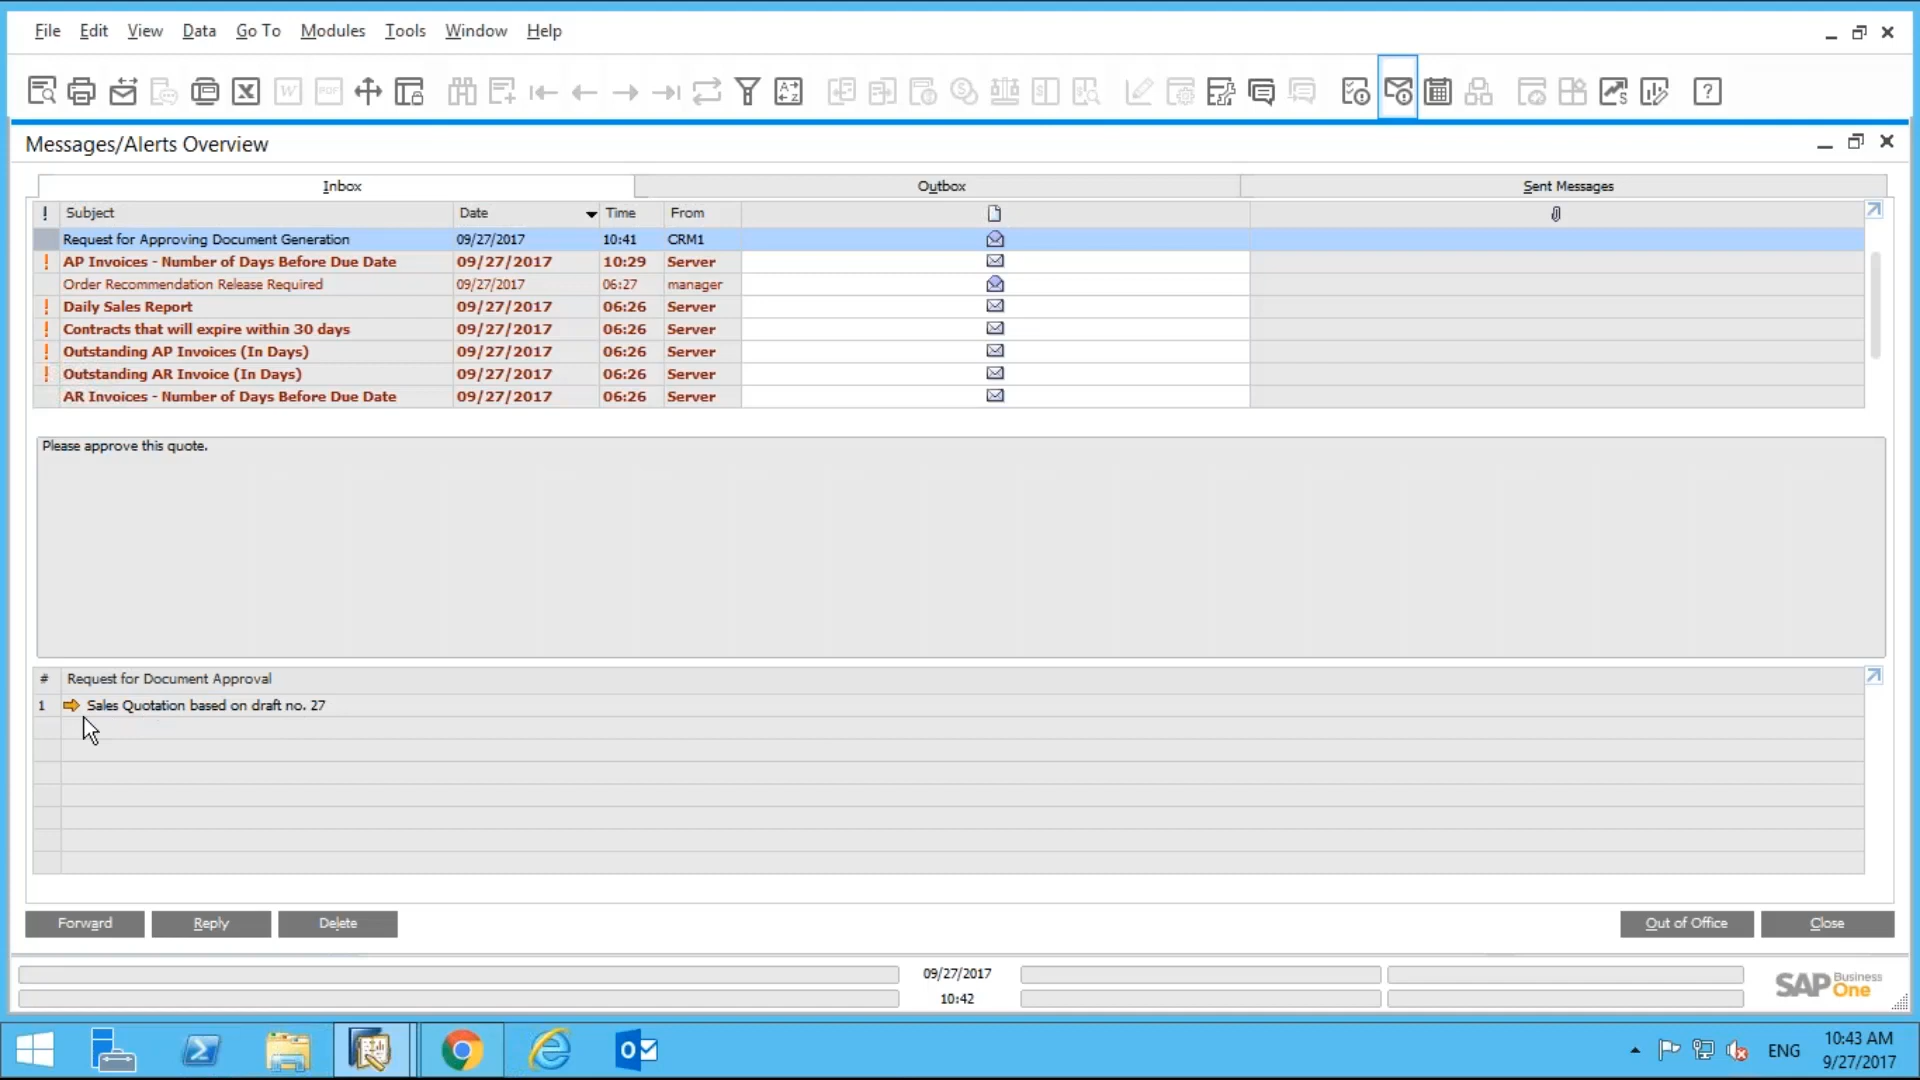 File Edit View Data Go To Modules Tools Window Help
Messages/Alerts Overview
Inbox Outbox Sent Messages
! Subject Date Time From
Request for Approving Document Generation 09/27/2017 10:41 CRM1
! AP Invoices - Number of Days Before Due Date 09/27/2017 10:29 Server
Order Recommendation Release Required 09/27/2017 06:27 manager
! Daily Sales Report 09/27/2017 06:26 Server
! Contracts that will expire within 30 days 09/27/2017 06:26 Server
! Outstanding AP Invoices (In Days) 09/27/2017 06:26 Server
! Outstanding AR Invoice (In Days) 09/27/2017 06:26 Server
AR Invoices - Number of Days Before Due Date 09/27/2017 06:26 Server
Please approve this quote.
# Request for Document Approval
1 Sales Quotation based on draft no. 27
Forward Reply Delete Out of Office Close
09/27/2017
10:42
SAP Business One
ENG 10:43 AM
9/27/2017